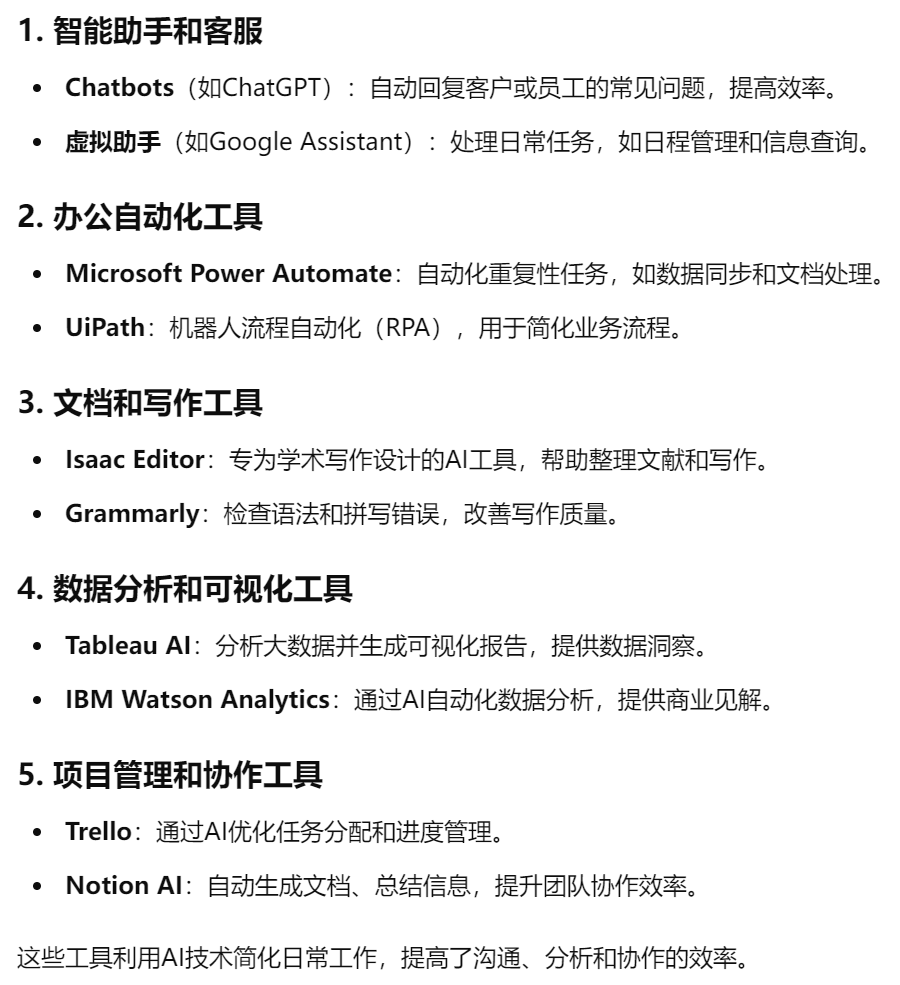 1. 智能助手和客服
• Chatbots（如ChatGPT）：自动回复客户或员工的常见问题，提高效率。
• 虚拟助手（如Google Assistant）：处理日常任务，如日程管理和信息查询。
2. 办公自动化工具
• Microsoft Power Automate：自动化重复性任务，如数据同步和文档处理。
• UiPath：机器人流程自动化（RPA），用于简化业务流程。
3. 文档和写作工具
• Isaac Editor：专为学术写作设计的AI工具，帮助整理文献和写作。
• Grammarly：检查语法和拼写错误，改善写作质量。
4. 数据分析和可视化工具
• Tableau AI：分析大数据并生成可视化报告，提供数据洞察。
• IBM Watson Analytics：通过AI自动化数据分析，提供商业见解。
5. 项目管理和协作工具
• Trello：通过AI优化任务分配和进度管理。
• Notion AI：自动生成文档、总结信息，提升团队协作效率。
这些工具利用AI技术简化日常工作，提高了沟通、分析和协作的效率。